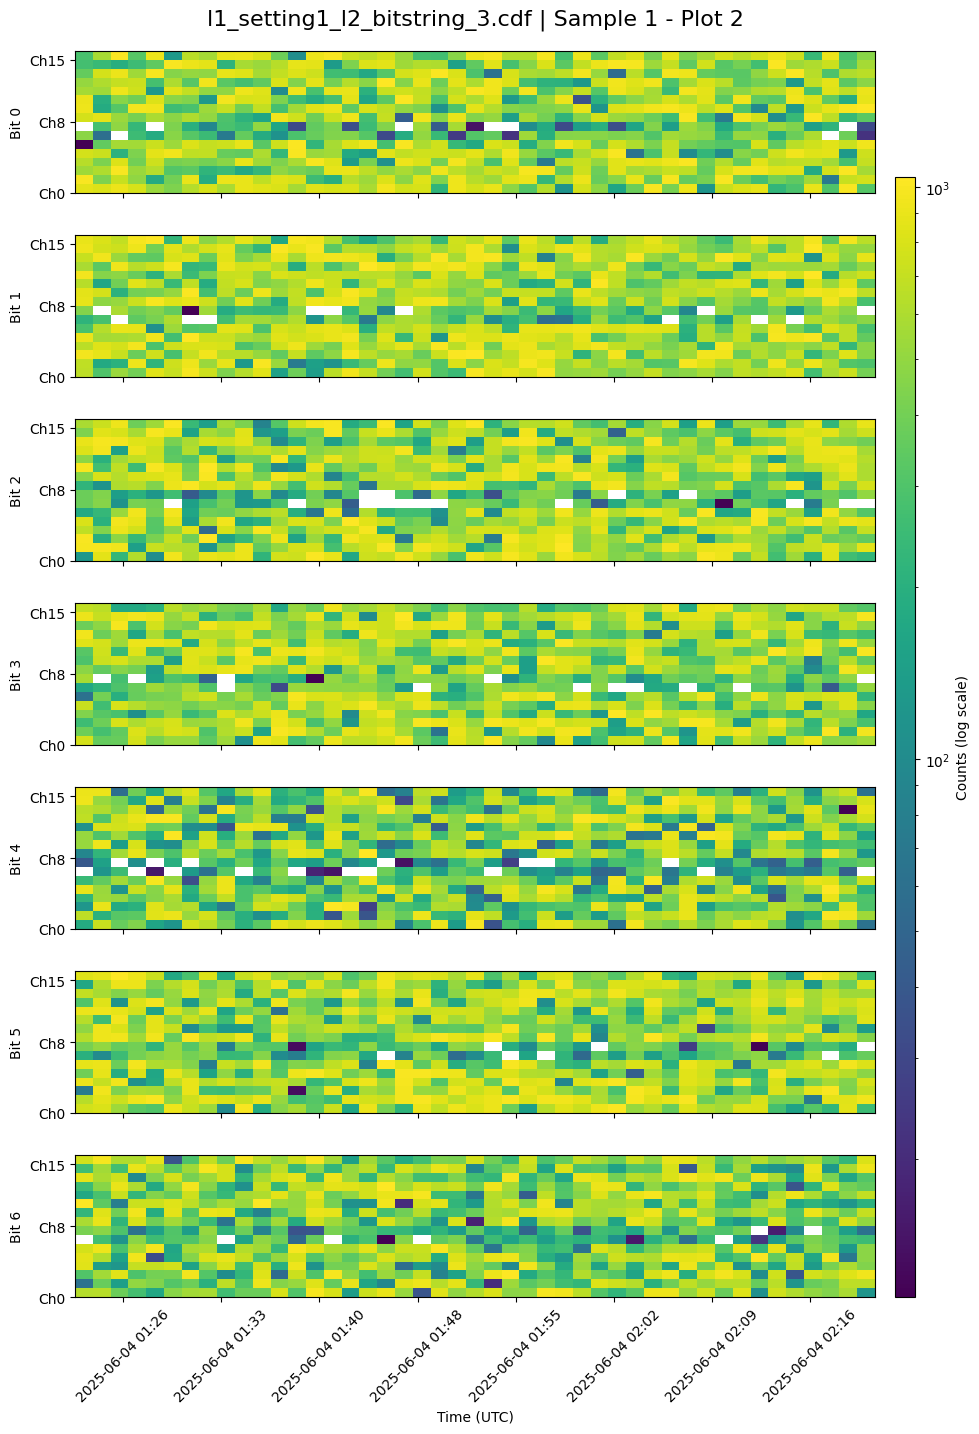 l1_setting1_l2_bitstring_3.cdf | Sample 1 - Plot 2
Ch15
Ch8
Ch0
Bit 0
Ch15
Ch8
Ch0
Bit 1
Ch15
Ch8
Ch0
Bit 2
Ch15
Ch8
Ch0
Bit 3
Ch15
Ch8
Ch0
Bit 4
Ch15
Ch8
Ch0
Bit 5
Ch15
Ch8
Ch0
Bit 6
2025-06-04 01:26
2025-06-04 01:33
2025-06-04 01:40
2025-06-04 01:48
2025-06-04 01:55
2025-06-04 02:02
2025-06-04 02:09
2025-06-04 02:16
Time (UTC)
10³
10²
Counts (log scale)